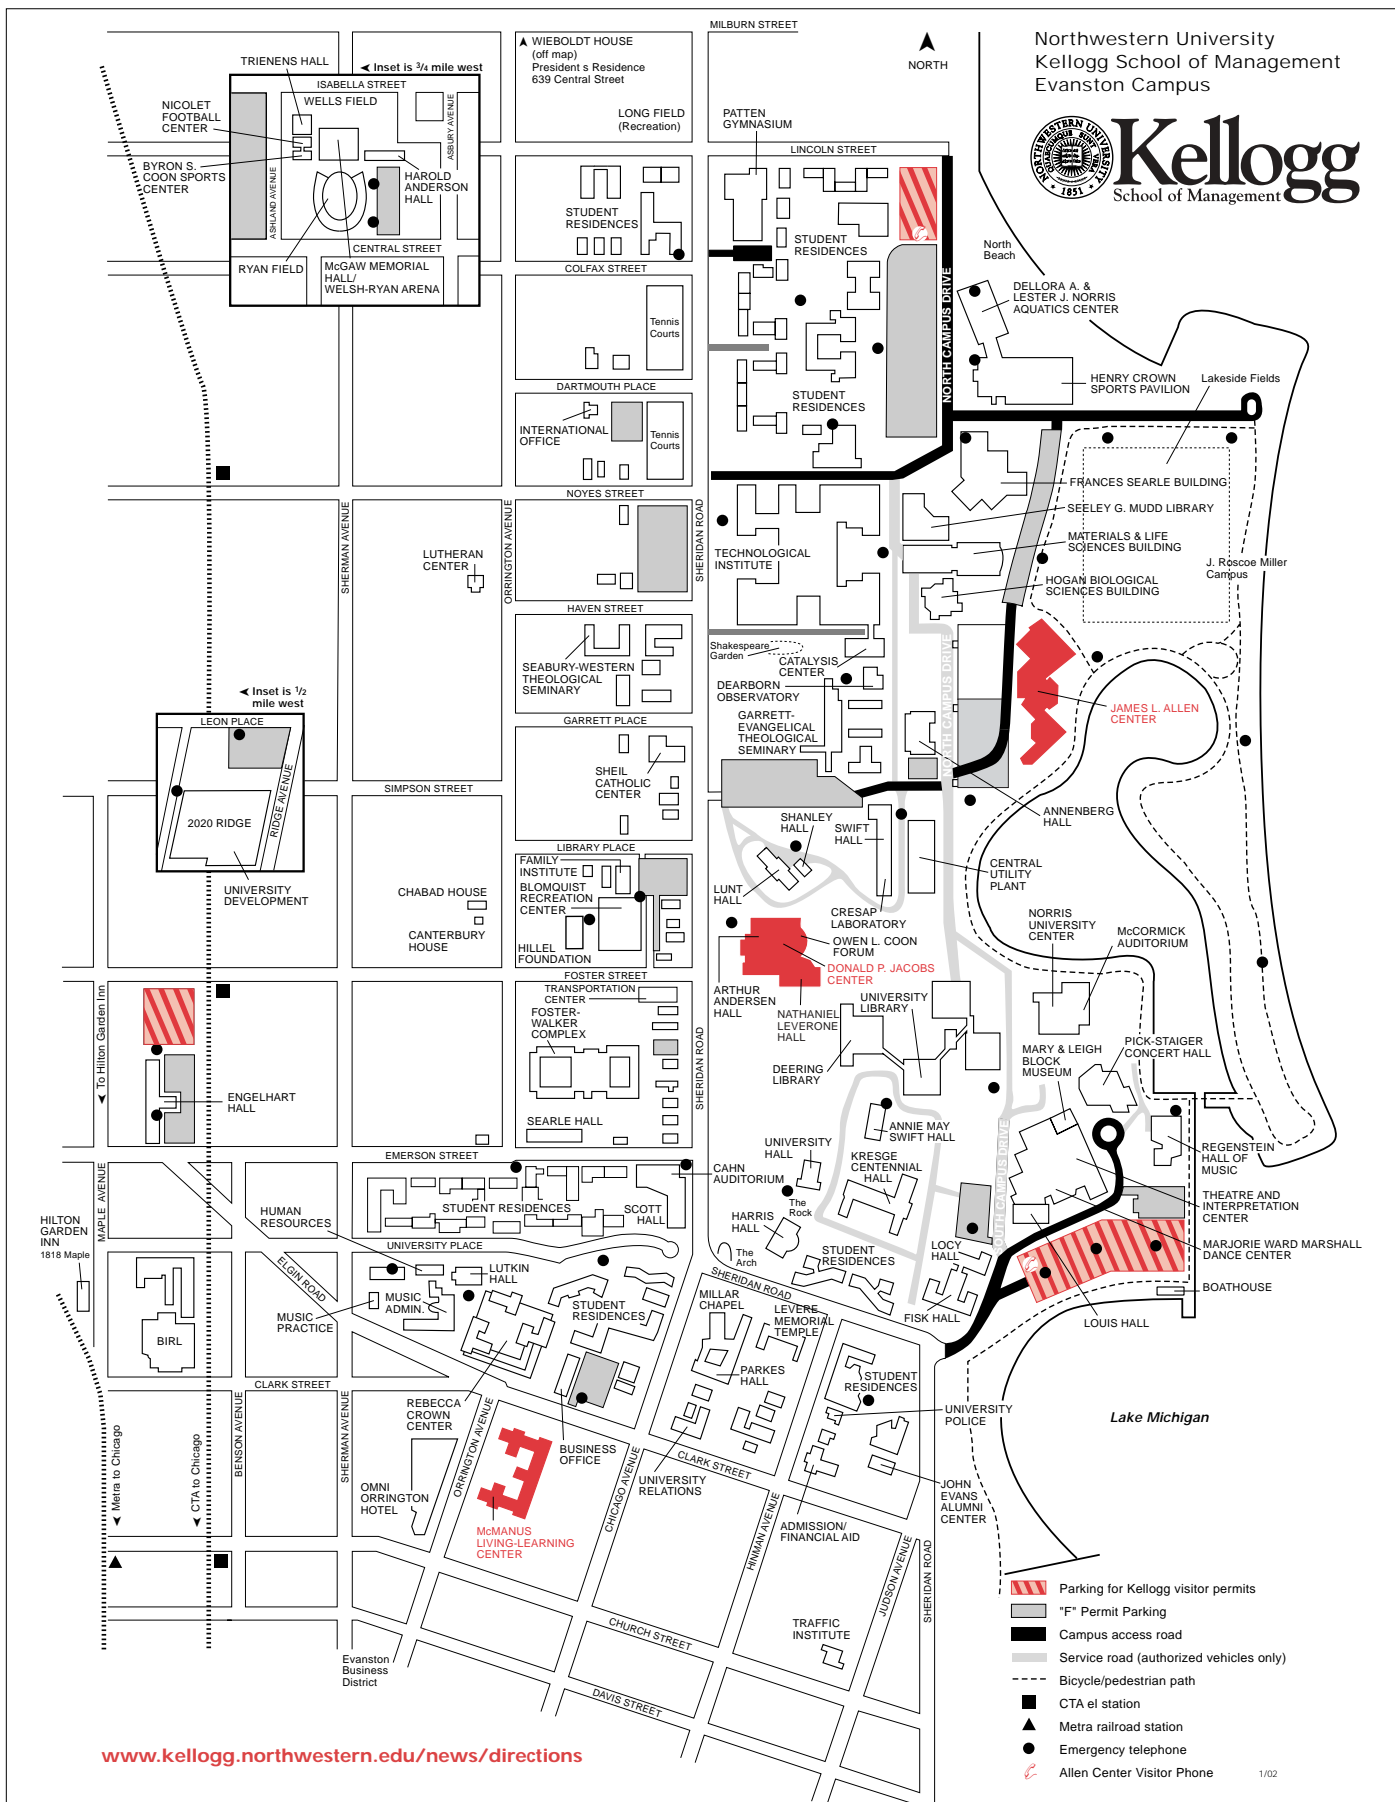 MILBURN STREET
Northwestern University
Kellogg School of Management
Evanston Campus
NORTHWESTERN UNIVERSITY
1851
Kellogg
School of Management
NORTH
WIEBOLDT HOUSE
(off map)
President s Residence
639 Central Street
LONG FIELD
(Recreation)
PATTEN
GYMNASIUM
LINCOLN STREET
TRIENENS HALL
Inset is 3/4 mile west
ISABELLA STREET
WELLS FIELD
NICOLET
FOOTBALL
CENTER
BYRON S.
COON SPORTS
CENTER
ASHLAND AVENUE
ASBURY AVENUE
HAROLD
ANDERSON
HALL
CENTRAL STREET
RYAN FIELD
McGAW MEMORIAL
HALL/
WELSH-RYAN ARENA
STUDENT
RESIDENCES
STUDENT
RESIDENCES
North
Beach
COLFAX STREET
DELLORA A. &
LESTER J. NORRIS
AQUATICS CENTER
NORTH CAMPUS DRIVE
Tennis
Courts
DARTMOUTH PLACE
STUDENT
RESIDENCES
HENRY CROWN
SPORTS PAVILION
Lakeside Fields
INTERNATIONAL
OFFICE
Tennis
Courts
NOYES STREET
FRANCES SEARLE BUILDING
SEELEY G. MUDD LIBRARY
MATERIALS & LIFE
SCIENCES BUILDING
HOGAN BIOLOGICAL
SCIENCES BUILDING
J. Roscoe Miller
Campus
SHERMAN AVENUE
ORRINGTON AVENUE
SHERIDAN ROAD
TECHNOLOGICAL
INSTITUTE
LUTHERAN
CENTER
HAVEN STREET
Shakespeare
Garden
CATALYSIS
CENTER
SEABURY-WESTERN
THEOLOGICAL
SEMINARY
DEARBORN
OBSERVATORY
NORTH CAMPUS DRIVE
GARRETT-
EVANGELICAL
THEOLOGICAL
SEMINARY
JAMES L. ALLEN
CENTER
Inset is 1/2
mile west
LEON PLACE
RIDGE AVENUE
2020 RIDGE
UNIVERSITY
DEVELOPMENT
GARRETT PLACE
SHEIL
CATHOLIC
CENTER
SIMPSON STREET
SHANLEY
HALL
SWIFT
HALL
ANNENBERG
HALL
LIBRARY PLACE
FAMILY
INSTITUTE
BLOMQUIST
RECREATION
CENTER
CENTRAL
UTILITY
PLANT
CHABAD HOUSE
CANTERBURY
HOUSE
LUNT
HALL
CRESAP
LABORATORY
NORRIS
UNIVERSITY
CENTER
McCORMICK
AUDITORIUM
HILLEL
FOUNDATION
OWEN L. COON
FORUM
DONALD P. JACOBS
CENTER
FOSTER STREET
TRANSPORTATION
CENTER
FOSTER-
WALKER
COMPLEX
ARTHUR
ANDERSEN
HALL
NATHANIEL
LEVERONE
HALL
UNIVERSITY
LIBRARY
To Hilton Garden Inn
SHERIDAN ROAD
DEERING
LIBRARY
MARY & LEIGH
BLOCK
MUSEUM
PICK-STAIGER
CONCERT HALL
ENGELHART
HALL
SEARLE HALL
ANNIE MAY
SWIFT HALL
SOUTH CAMPUS DRIVE
UNIVERSITY
HALL
KRESGE
CENTENNIAL
HALL
REGENSTEIN
HALL OF
MUSIC
EMERSON STREET
CAHN
AUDITORIUM
MAPLE AVENUE
HUMAN
RESOURCES
STUDENT RESIDENCES
SCOTT
HALL
The
Rock
HARRIS
HALL
THEATRE AND
INTERPRETATION
CENTER
HILTON
GARDEN
INN
1818 Maple
UNIVERSITY PLACE
The
Arch
STUDENT
RESIDENCES
LOCY
HALL
MARJORIE WARD MARSHALL
DANCE CENTER
ELGIN ROAD
LUTKIN
HALL
SHERIDAN ROAD
BOATHOUSE
MUSIC
ADMIN.
MUSIC
PRACTICE
STUDENT
RESIDENCES
MILLAR
CHAPEL
LEVERE
MEMORIAL
TEMPLE
FISK HALL
LOUIS HALL
BIRL
PARKES
HALL
STUDENT
RESIDENCES
CLARK STREET
REBECCA
CROWN
CENTER
UNIVERSITY
POLICE
Lake Michigan
Metra to Chicago
CTA to Chicago
BENSON AVENUE
SHERMAN AVENUE
ORRINGTON AVENUE
BUSINESS
OFFICE
CHICAGO AVENUE
CLARK STREET
UNIVERSITY
RELATIONS
OMNI
ORRINGTON
HOTEL
JOHN
EVANS
ALUMNI
CENTER
McMANUS
LIVING-LEARNING
CENTER
HINMAN AVENUE
ADMISSION/
FINANCIAL AID
JUDSON AVENUE
SHERIDAN ROAD
CHURCH STREET
TRAFFIC
INSTITUTE
Evanston
Business
District
DAVIS STREET
Parking for Kellogg visitor permits
"F" Permit Parking
Campus access road
Service road (authorized vehicles only)
Bicycle/pedestrian path
CTA el station
Metra railroad station
Emergency telephone
Allen Center Visitor Phone
1/02
www.kellogg.northwestern.edu/news/directions